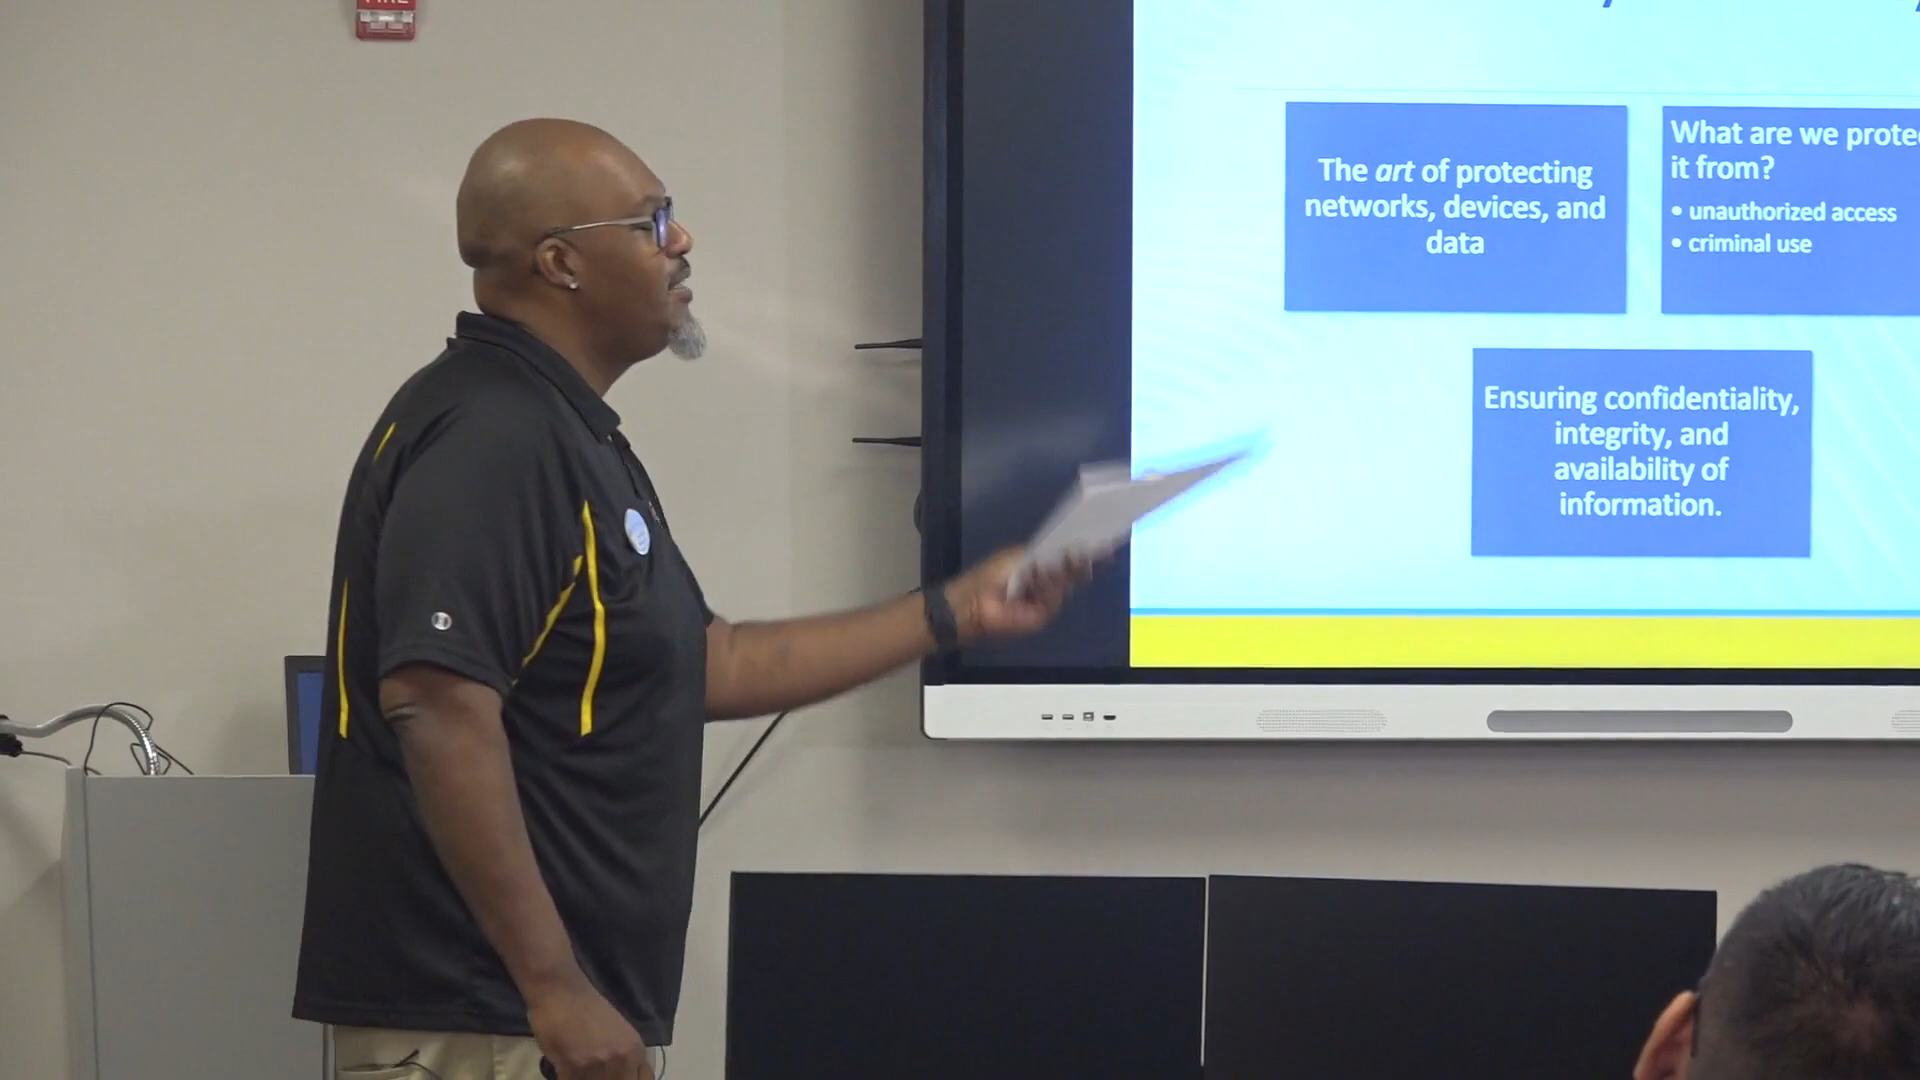 FIRE
The art of protecting
networks, devices, and
data
What are we
it from?
• unauthorized access
• criminal use
Ensuring confidentiality,
integrity, and
availability of
information.